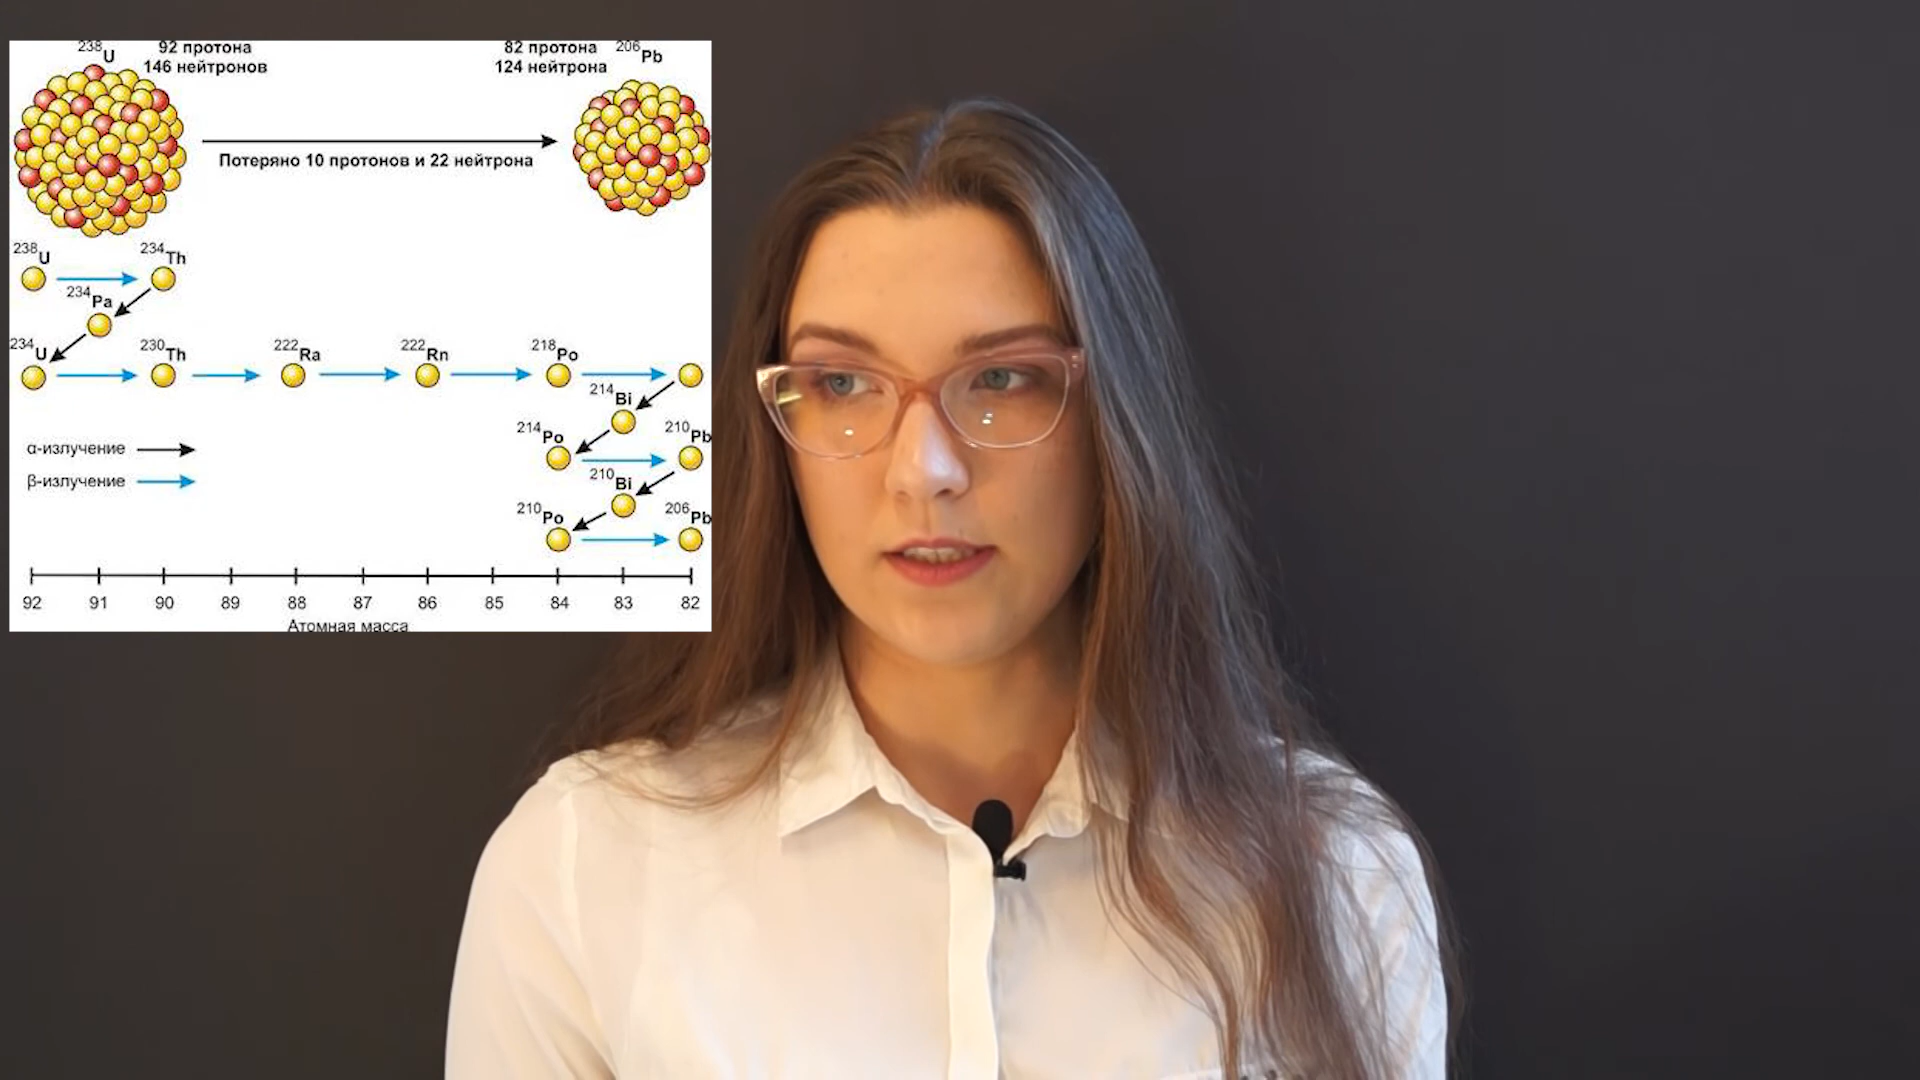 238U 92 протона 82 протона 206Pb
146 нейтронов 124 нейтрона
Потеряно 10 протонов и 22 нейтрона
238U 234Th
234Pa
234U 230Th 222Ra 222Rn 218Po
214Bi
214Po 210Pb
α-излучение
210Bi
β-излучение
210Po 206Pb
92 91 90 89 88 87 86 85 84 83 82
Атомная масса